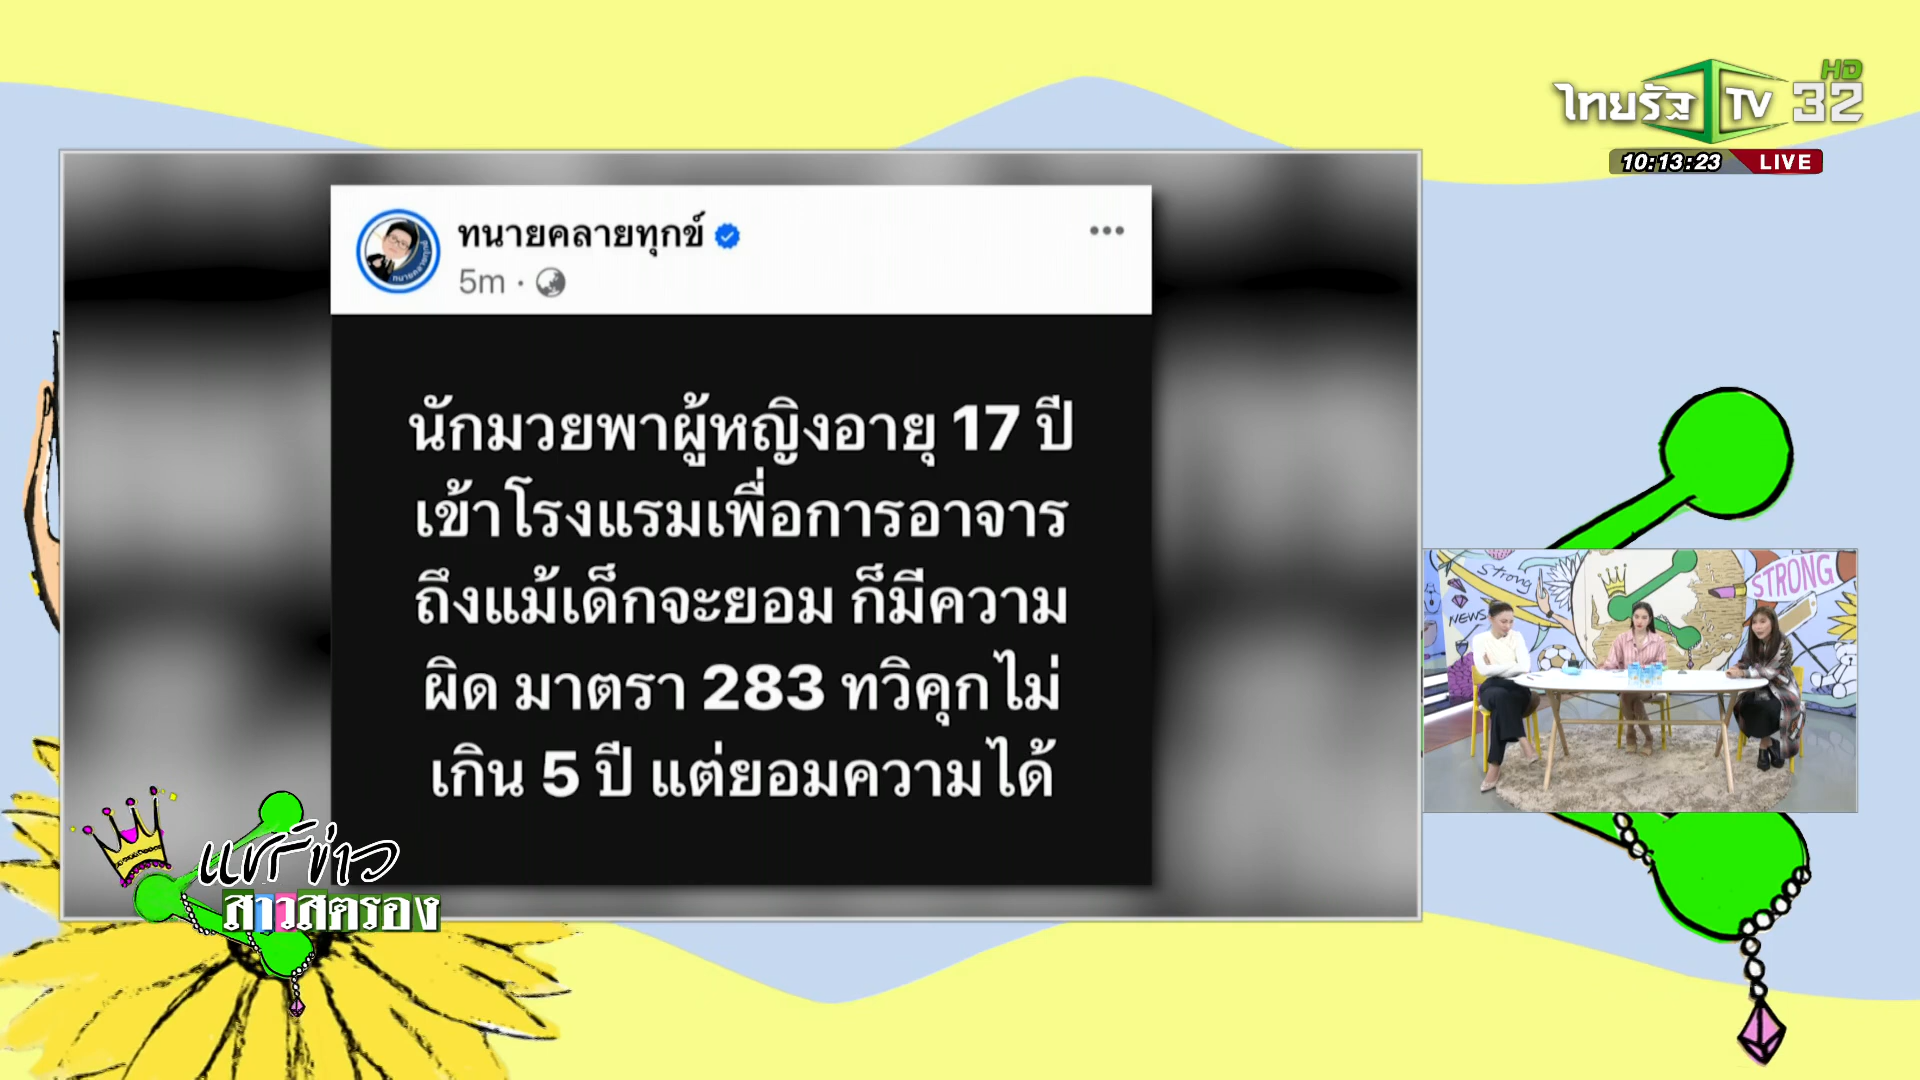 ไทยรัฐ TV HD 32
10:13:23 LIVE
ทนายคลายทุกข์
5m
นักมวยพาผู้หญิงอายุ 17 ปี
เข้าโรงแรมเพื่อการอาจาร
ถึงแม้เด็กจะยอม ก็มีความ
ผิด มาตรา 283 ทวิคุกไม่
เกิน 5 ปี แต่ยอมความได้
Strong
STRONG
NEWS
แชร์ข่าว
สาวสตรอง